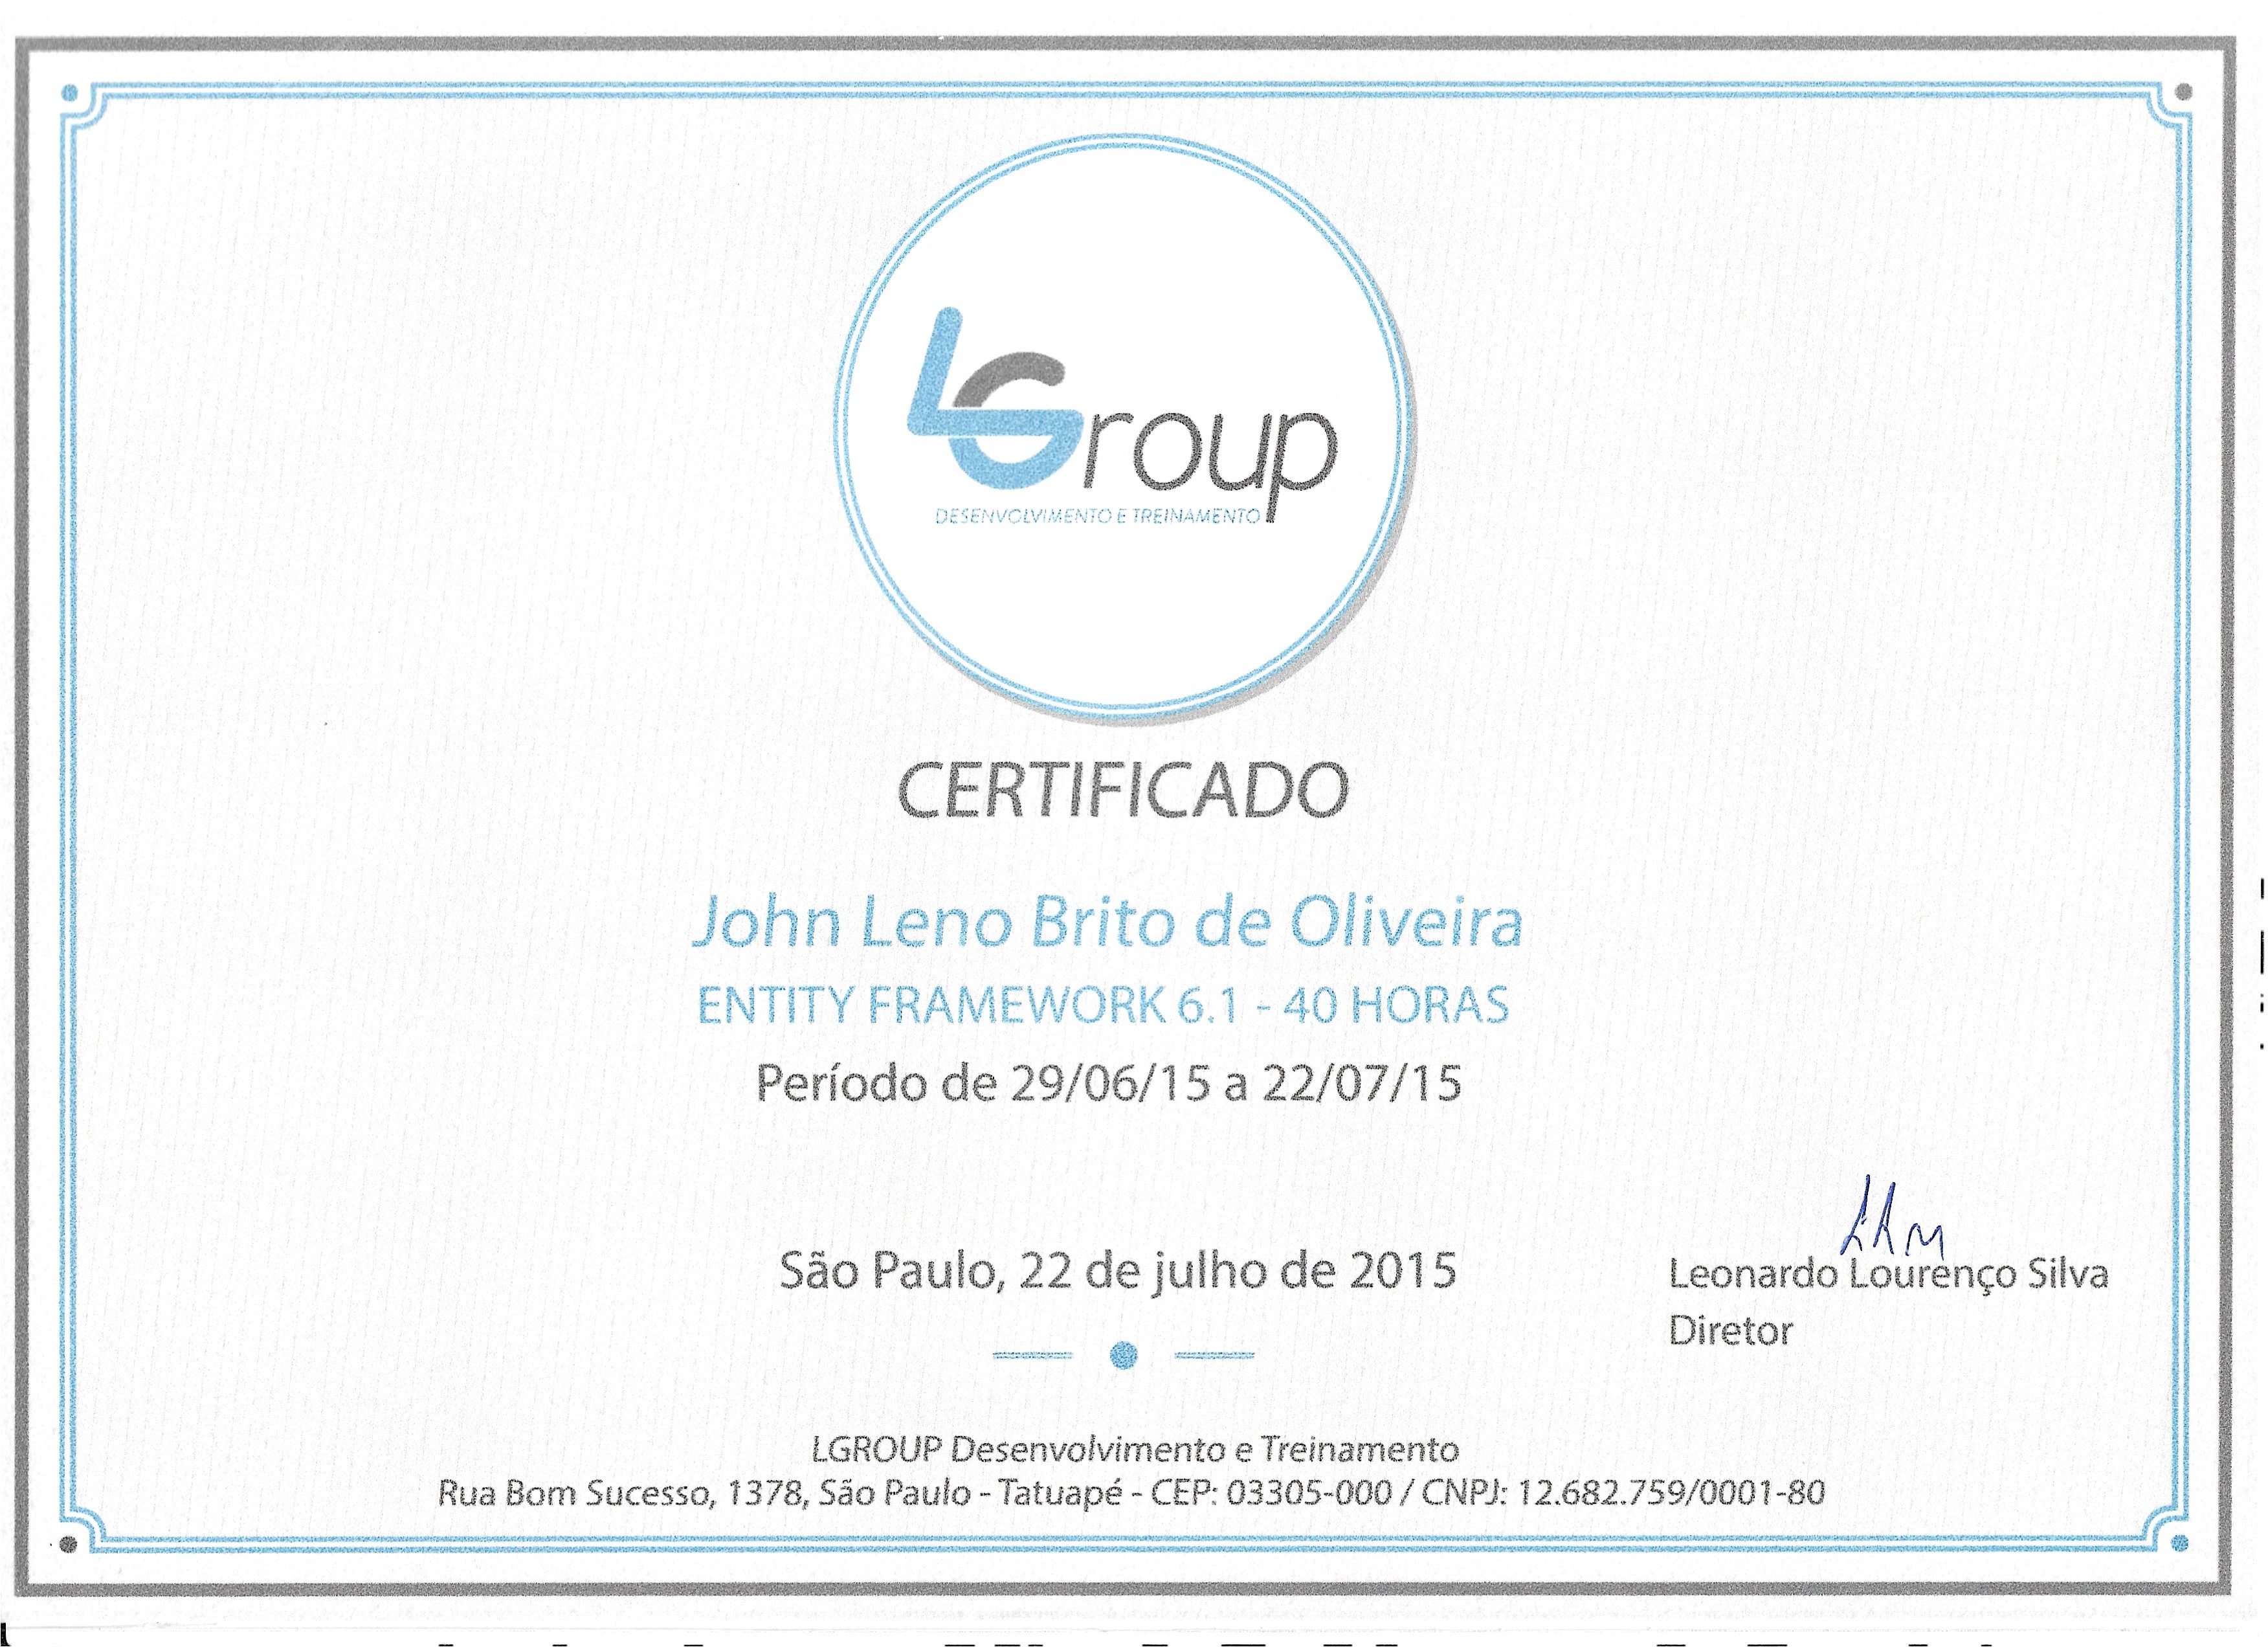 LGroup
DESENVOLVIMENTO E TREINAMENTO
CERTIFICADO
John Leno Brito de Oliveira
ENTITY FRAMEWORK 6.1 - 40 HORAS
Período de 29/06/15 a 22/07/15
São Paulo, 22 de julho de 2015
Leonardo Lourenço Silva
Diretor
LGROUP Desenvolvimento e Treinamento
Rua Bom Sucesso, 1378, São Paulo - Tatuapé - CEP: 03305-000 / CNPJ: 12.682.759/0001-80